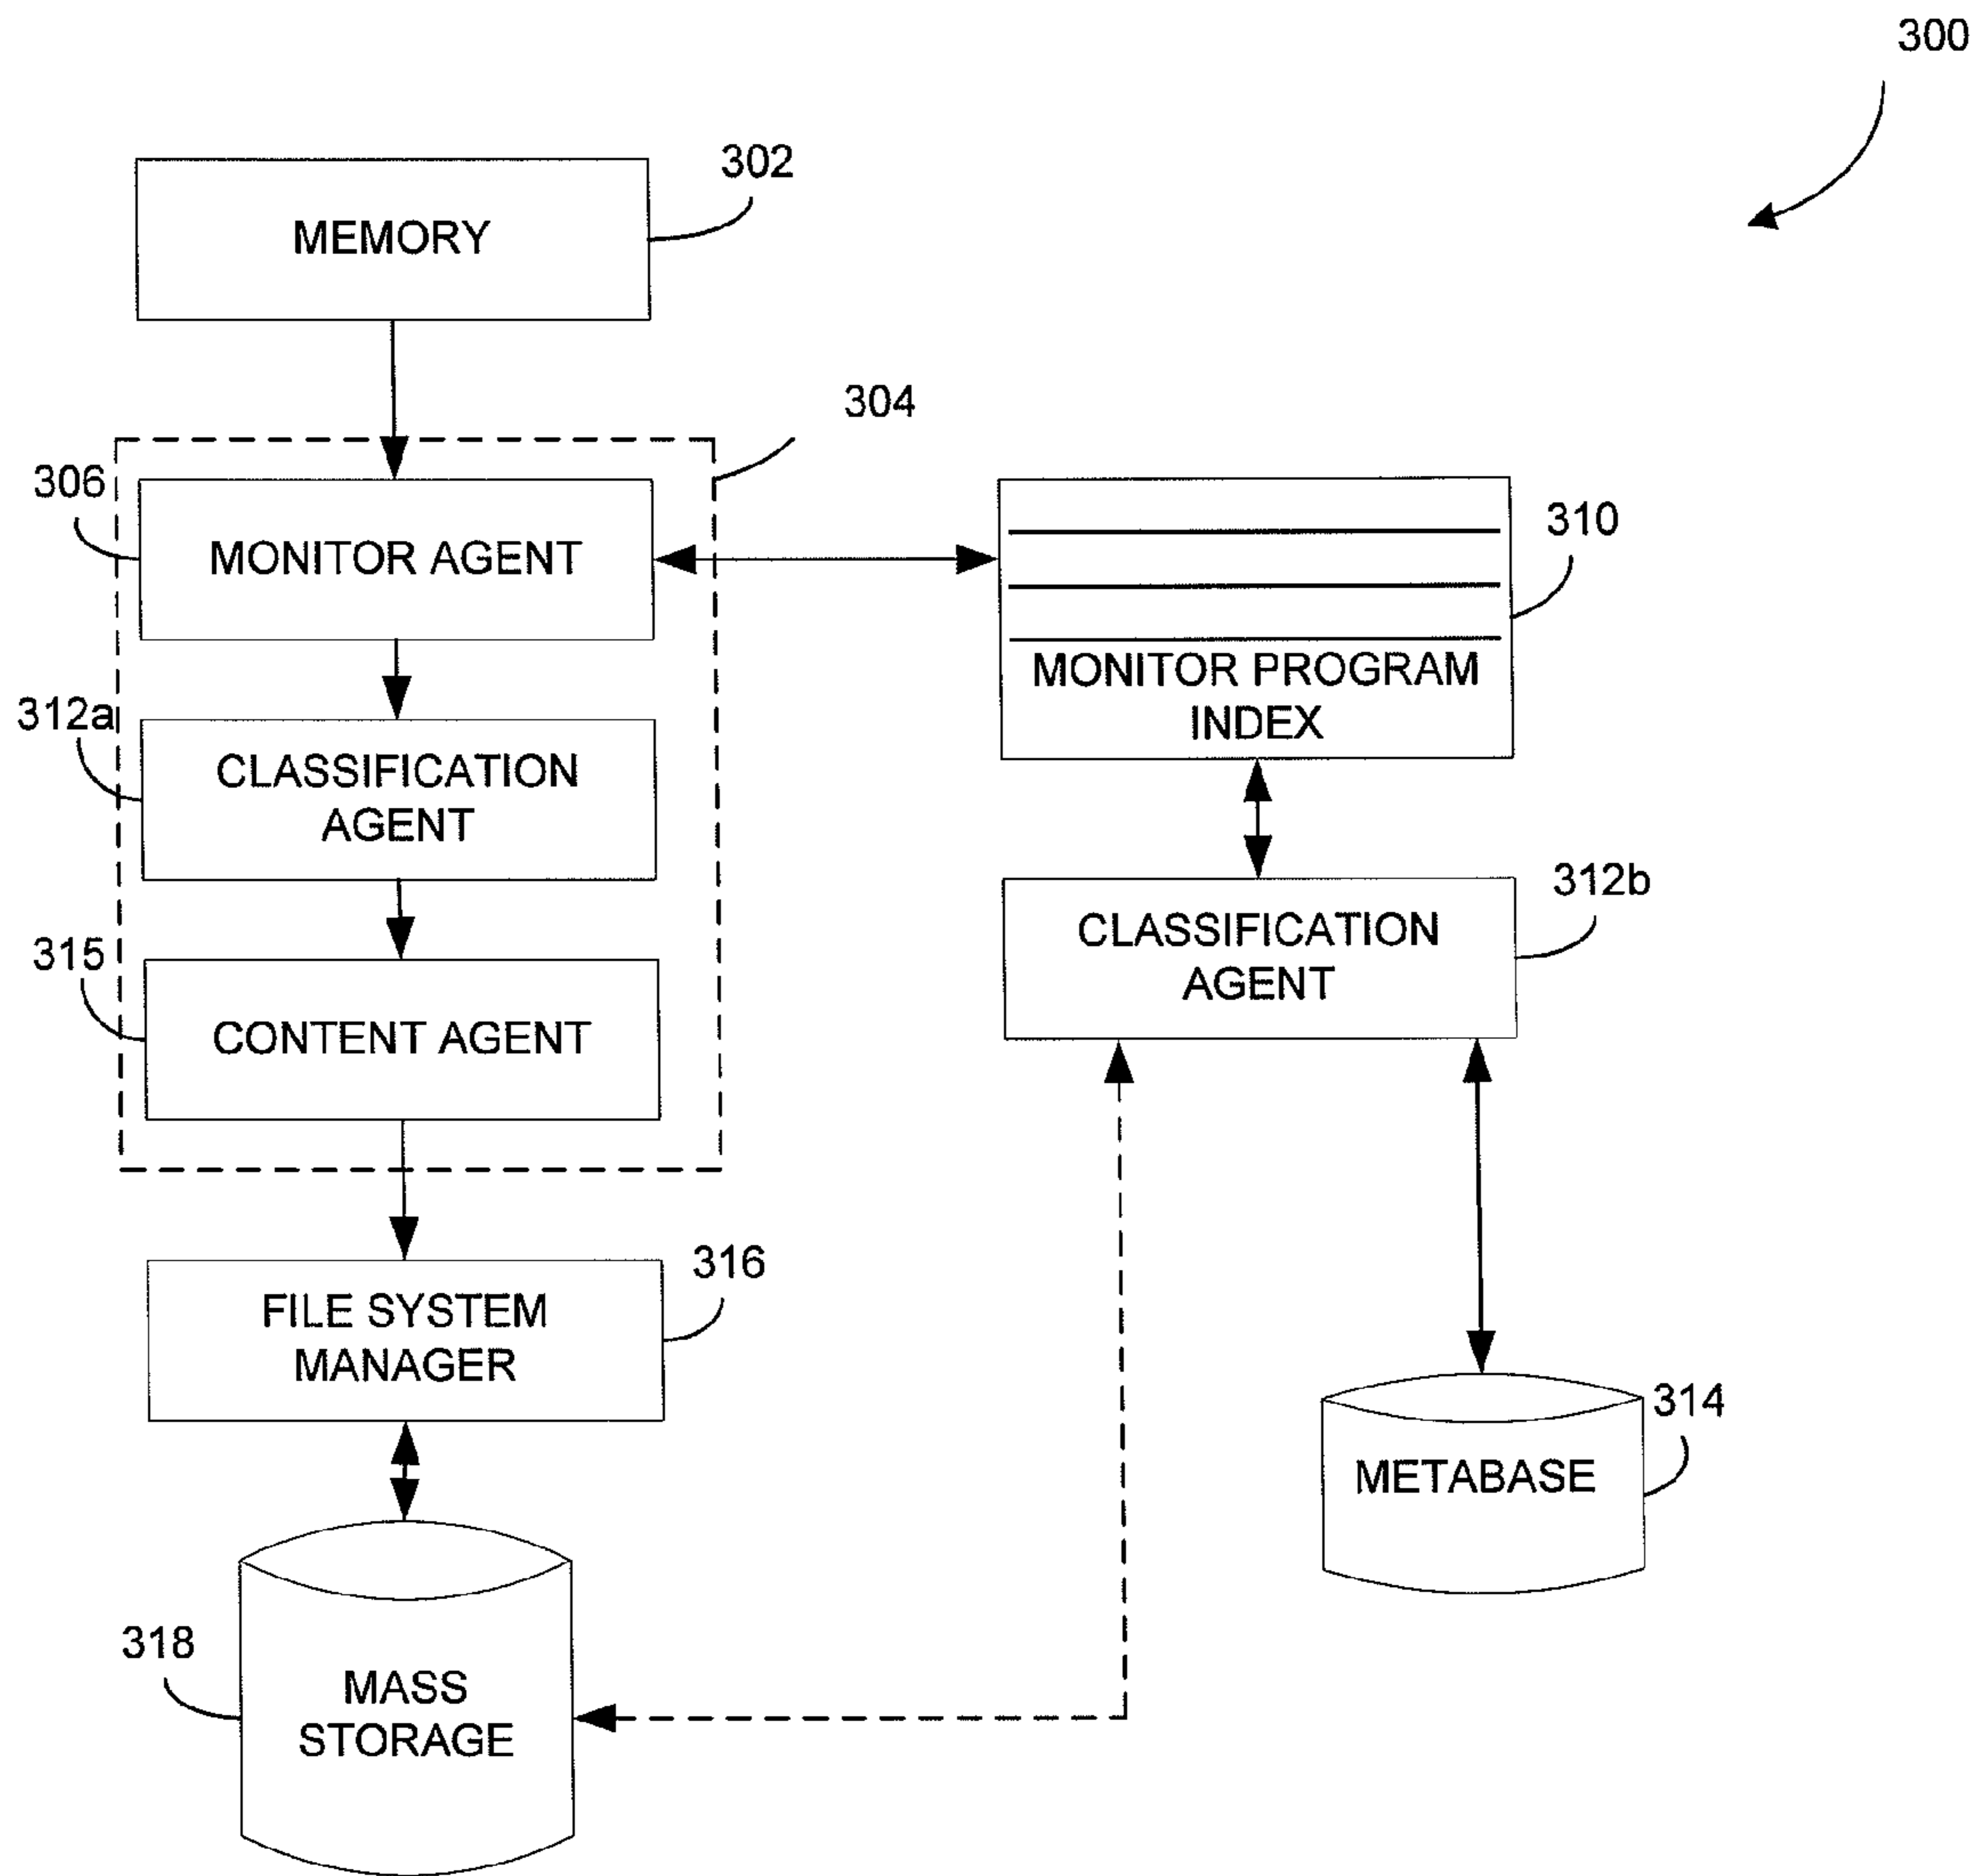 300
302
MEMORY
304
306
MONITOR AGENT
310
MONITOR PROGRAM
INDEX
312a
CLASSIFICATION
AGENT
312b
CLASSIFICATION
AGENT
315
CONTENT AGENT
316
FILE SYSTEM
MANAGER
314
METABASE
318
MASS
STORAGE